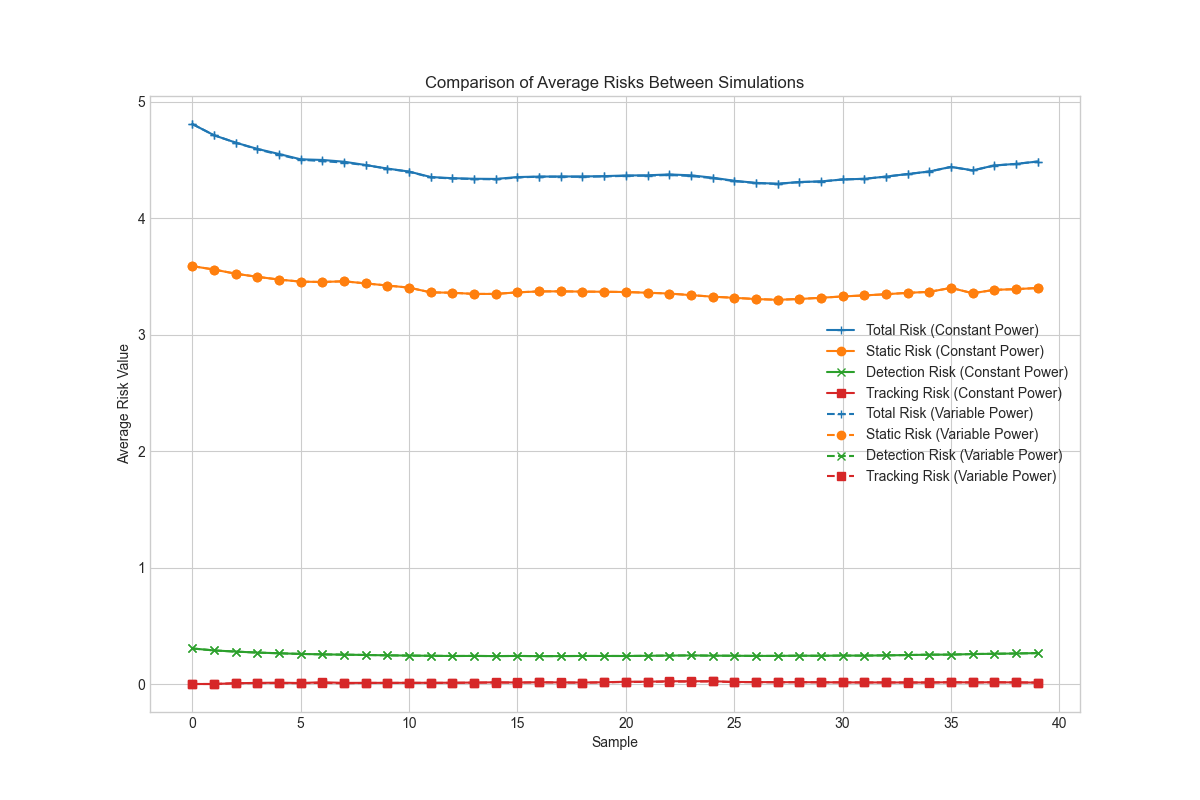 Comparison of Average Risks Between Simulations
5
4
3
2
1
0
Average Risk Value
Total Risk (Constant Power)
Static Risk (Constant Power)
Detection Risk (Constant Power)
Tracking Risk (Constant Power)
Total Risk (Variable Power)
Static Risk (Variable Power)
Detection Risk (Variable Power)
Tracking Risk (Variable Power)
0 5 10 15 20 25 30 35 40
Sample